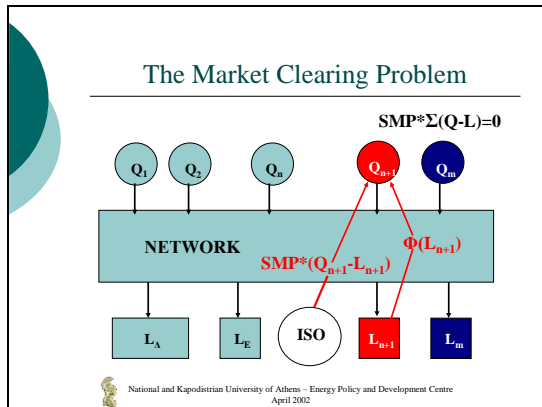 The Market Clearing Problem
SMP*Σ(Q-L)=0
Q1 Q2 Qn Qn+1 Qm
NETWORK
Φ(Ln+1)
SMP*(Qn+1-Ln+1)
LΔ LE ISO Ln+1 Lm
National and Kapodistrian University of Athens – Energy Policy and Development Centre
April 2002